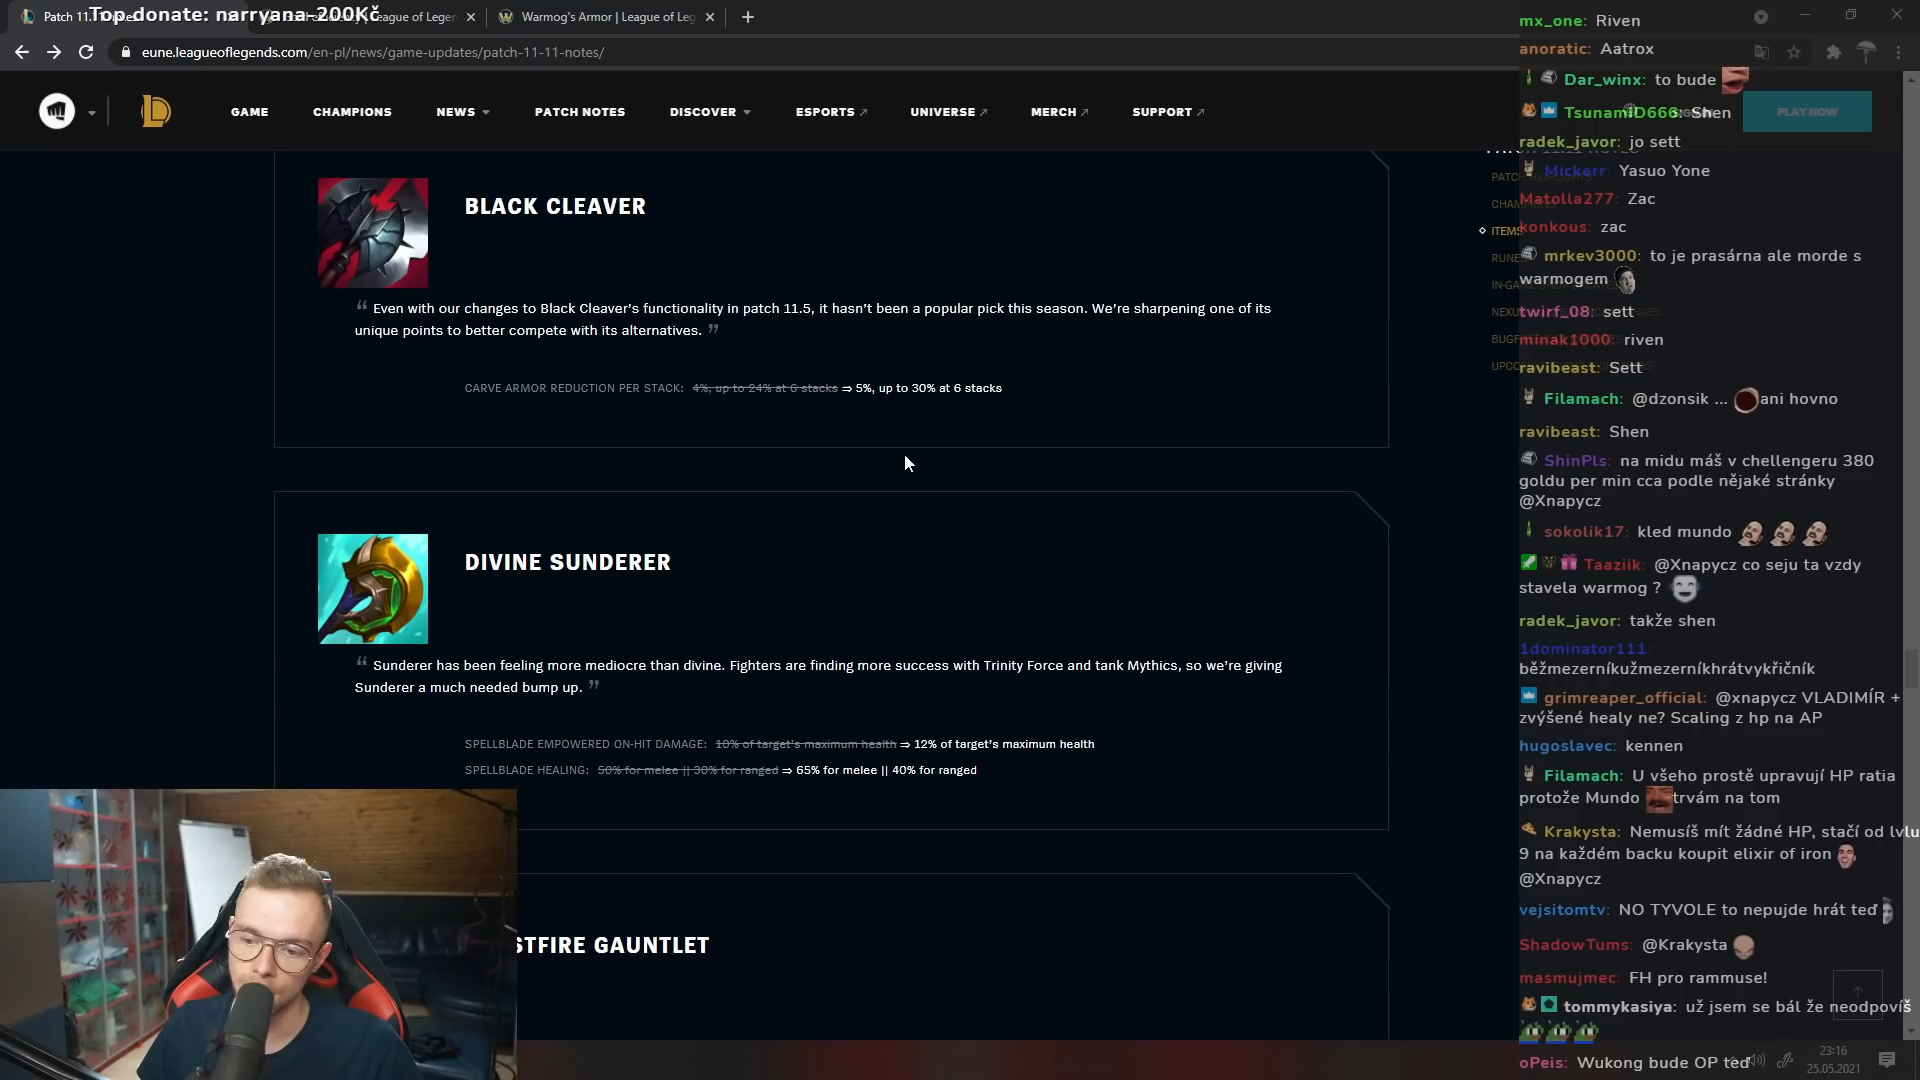 Top donate: narryana 200Kč
Patch 11.
League of Legen
Warmog's Armor | League of Leg
eune.leagueoflegends.com/en-pl/news/game-updates/patch-11-11-notes/
GAME
CHAMPIONS
NEWS
PATCH NOTES
DISCOVER
ESPORTS
UNIVERSE
MERCH
SUPPORT
PLAY NOW
BLACK CLEAVER
“ Even with our changes to Black Cleaver’s functionality in patch 11.5, it hasn’t been a popular pick this season. We’re sharpening one of its
unique points to better compete with its alternatives. ”
CARVE ARMOR REDUCTION PER STACK: 4%, up to 24% at 6 stacks ⇒ 5%, up to 30% at 6 stacks
DIVINE SUNDERER
“ Sunderer has been feeling more mediocre than divine. Fighters are finding more success with Trinity Force and tank Mythics, so we’re giving
Sunderer a much needed bump up. ”
SPELLBLADE EMPOWERED ON-HIT DAMAGE: 10% of target's maximum health ⇒ 12% of target's maximum health
SPELLBLADE HEALING: 50% for melee || 30% for ranged ⇒ 65% for melee || 40% for ranged
STFIRE GAUNTLET
ITEMS
mx_one: Riven
anoratic: Aatrox
Dar_winx: to bude
TsunamiD666: Shen
radek_javor: jo sett
Mickerr: Yasuo Yone
Matolla277: Zac
konkous: zac
mrkev3000: to je prasárna ale morde s
warmogem
twirf_08: sett
minak1000: riven
ravibeast: Sett
Filamach: @dzonsik ... ani hovno
ravibeast: Shen
ShinPls: na midu máš v chellengeru 380
goldu per min cca podle nějaké stránky
@Xnapycz
sokolik17: kled mundo
Taaziik: @Xnapycz co seju ta vzdy
stavela warmog ?
radek_javor: takže shen
1dominator111:
běžmezerníkužmezerníkhrátvykřičník
grimreaper_official: @xnapycz VLADIMÍR +
zvýšené healy ne? Scaling z hp na AP
hugoslavec: kennen
Filamach: U všeho prostě upravují HP ratia
protože Mundo trvám na tom
Krakysta: Nemusíš mít žádné HP, stačí od lvlu
9 na každém backu koupit elixir of iron
@Xnapycz
vejsitomtv: NO TYVOLE to nepujde hrát teď
ShadowTums: @Krakysta
masmujmec: FH pro rammuse!
tommykasiya: už jsem se bál že neodpovíš
oPeis: Wukong bude OP teď
23:16
25.05.2021